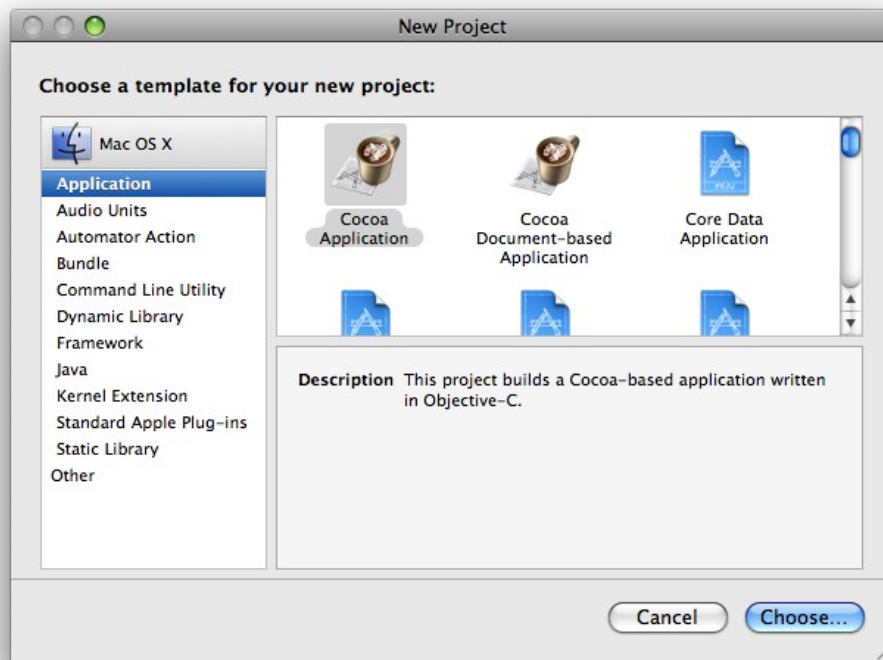 New Project
Choose a template for your new project:
Mac OS X
Application
Audio Units
Automator Action
Bundle
Command Line Utility
Dynamic Library
Framework
Java
Kernel Extension
Standard Apple Plug-ins
Static Library
Other
Cocoa
Application
Cocoa
Document-based
Application
Core Data
Application
Description This project builds a Cocoa-based application written
in Objective-C.
Cancel
Choose...